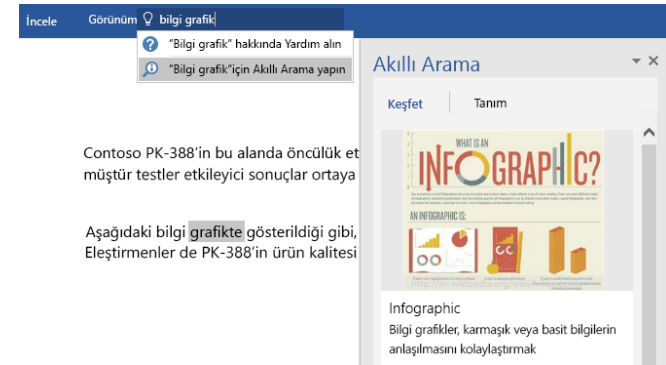 İncele Görünüm bilgi grafik
"Bilgi grafik" hakkında Yardım alın
"Bilgi grafik"için Akıllı Arama yapın
Contoso PK-388'in bu alanda öncülük et
müştür testler etkileyici sonuçlar ortaya
Aşağıdaki bilgi grafikte gösterildiği gibi,
Eleştirmenler de PK-388'in ürün kalitesi
Akıllı Arama
Keşfet Tanım
WHAT IS AN
INFOGRAPHIC?
AN INFOGRAPHIC IS:
Infographic
Bilgi grafikler, karmaşık veya basit bilgilerin
anlaşılmasını kolaylaştırmak